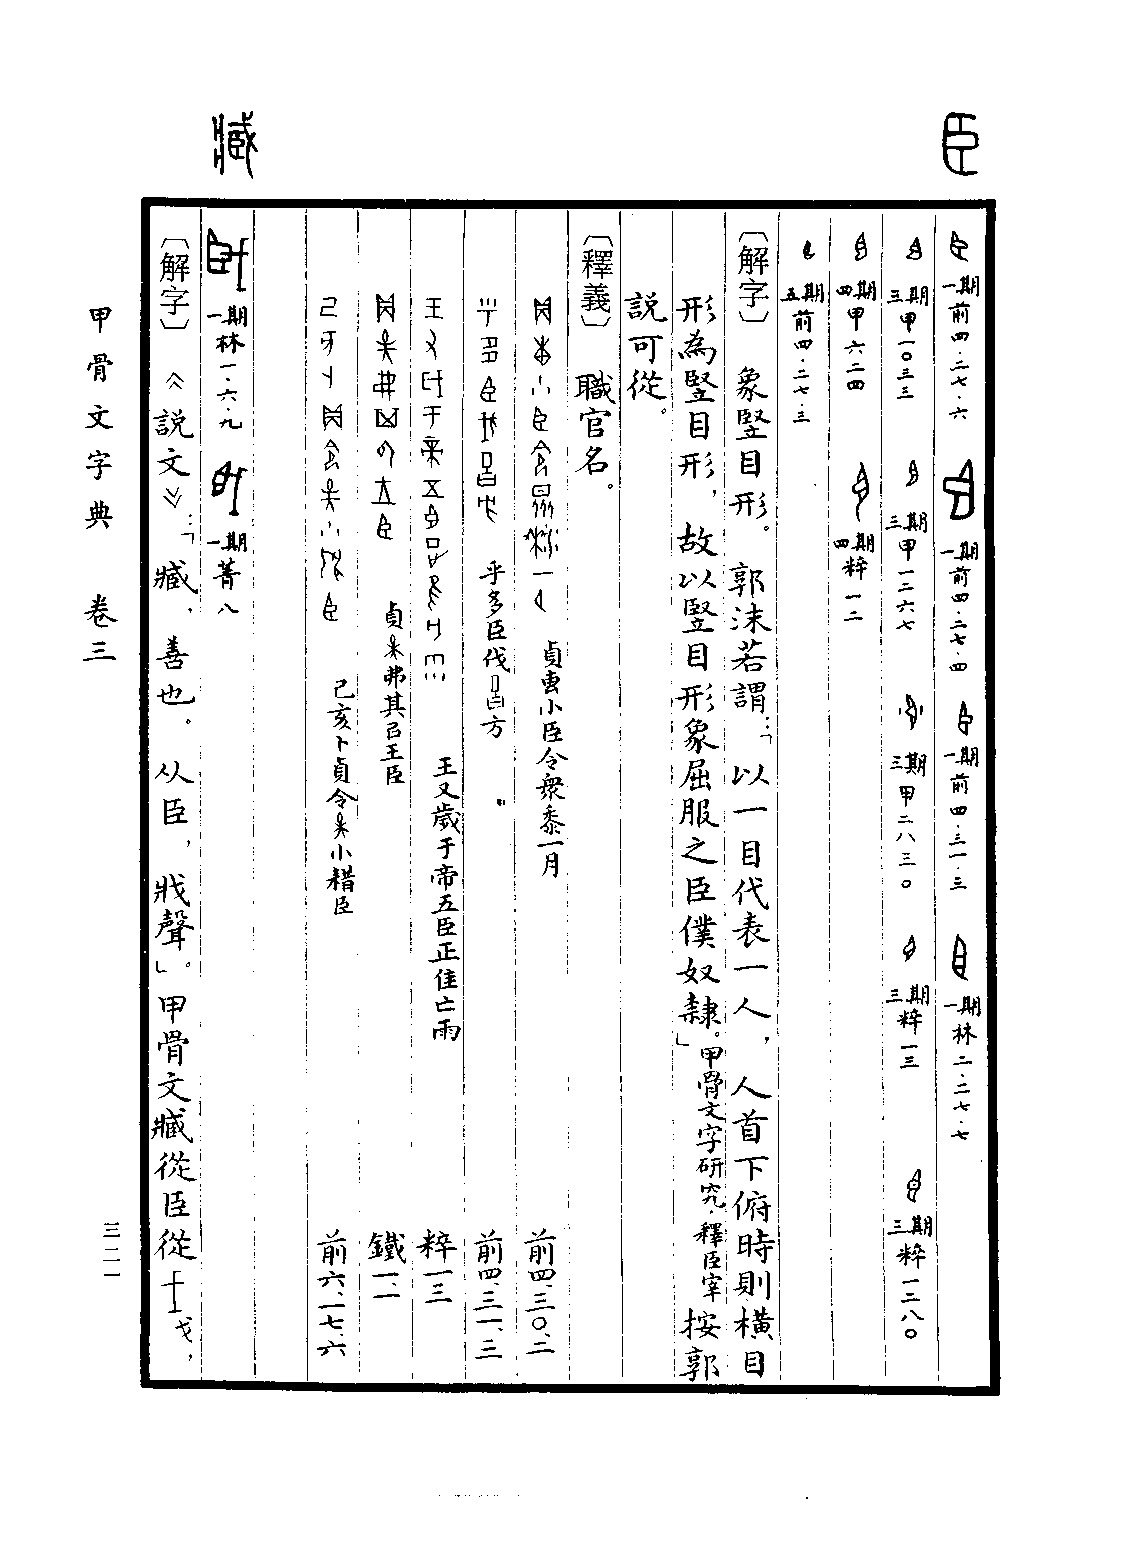 臣
臧
一期前四·二七·六
一期前四·二七·四
一期前四·三一·三
一期林二·二七·七
三期甲一〇三三
三期甲一二六七
三期甲二八三〇
三期粹一三
三期粹一二八〇
四期甲六二四
四期粹一二
五期前四·二七·三
〔解字〕 象豎目形。郭沫若謂：「以一目代表一人，人首下俯時則橫目
形為豎目形，故以豎目形象屈服之臣僕奴隸。」甲骨文字研究·釋臣宰 按郭
說可從。
〔釋義〕 職官名。
貞叀小臣令衆黍一月 前四、三〇、二
乎多臣伐𢀛方 前四、三一、三
王又歲于帝五臣正隹亡雨 粹一三
貞 弗其 王臣 鐵一、一
己亥卜貞令 小耤臣 前六、一七、六
一期林一·六·九
一期菁八
〔解字〕 《說文》：「臧，善也。从臣，戕聲」。甲骨文臧從臣從戈，
甲骨文字典 卷三
三二一